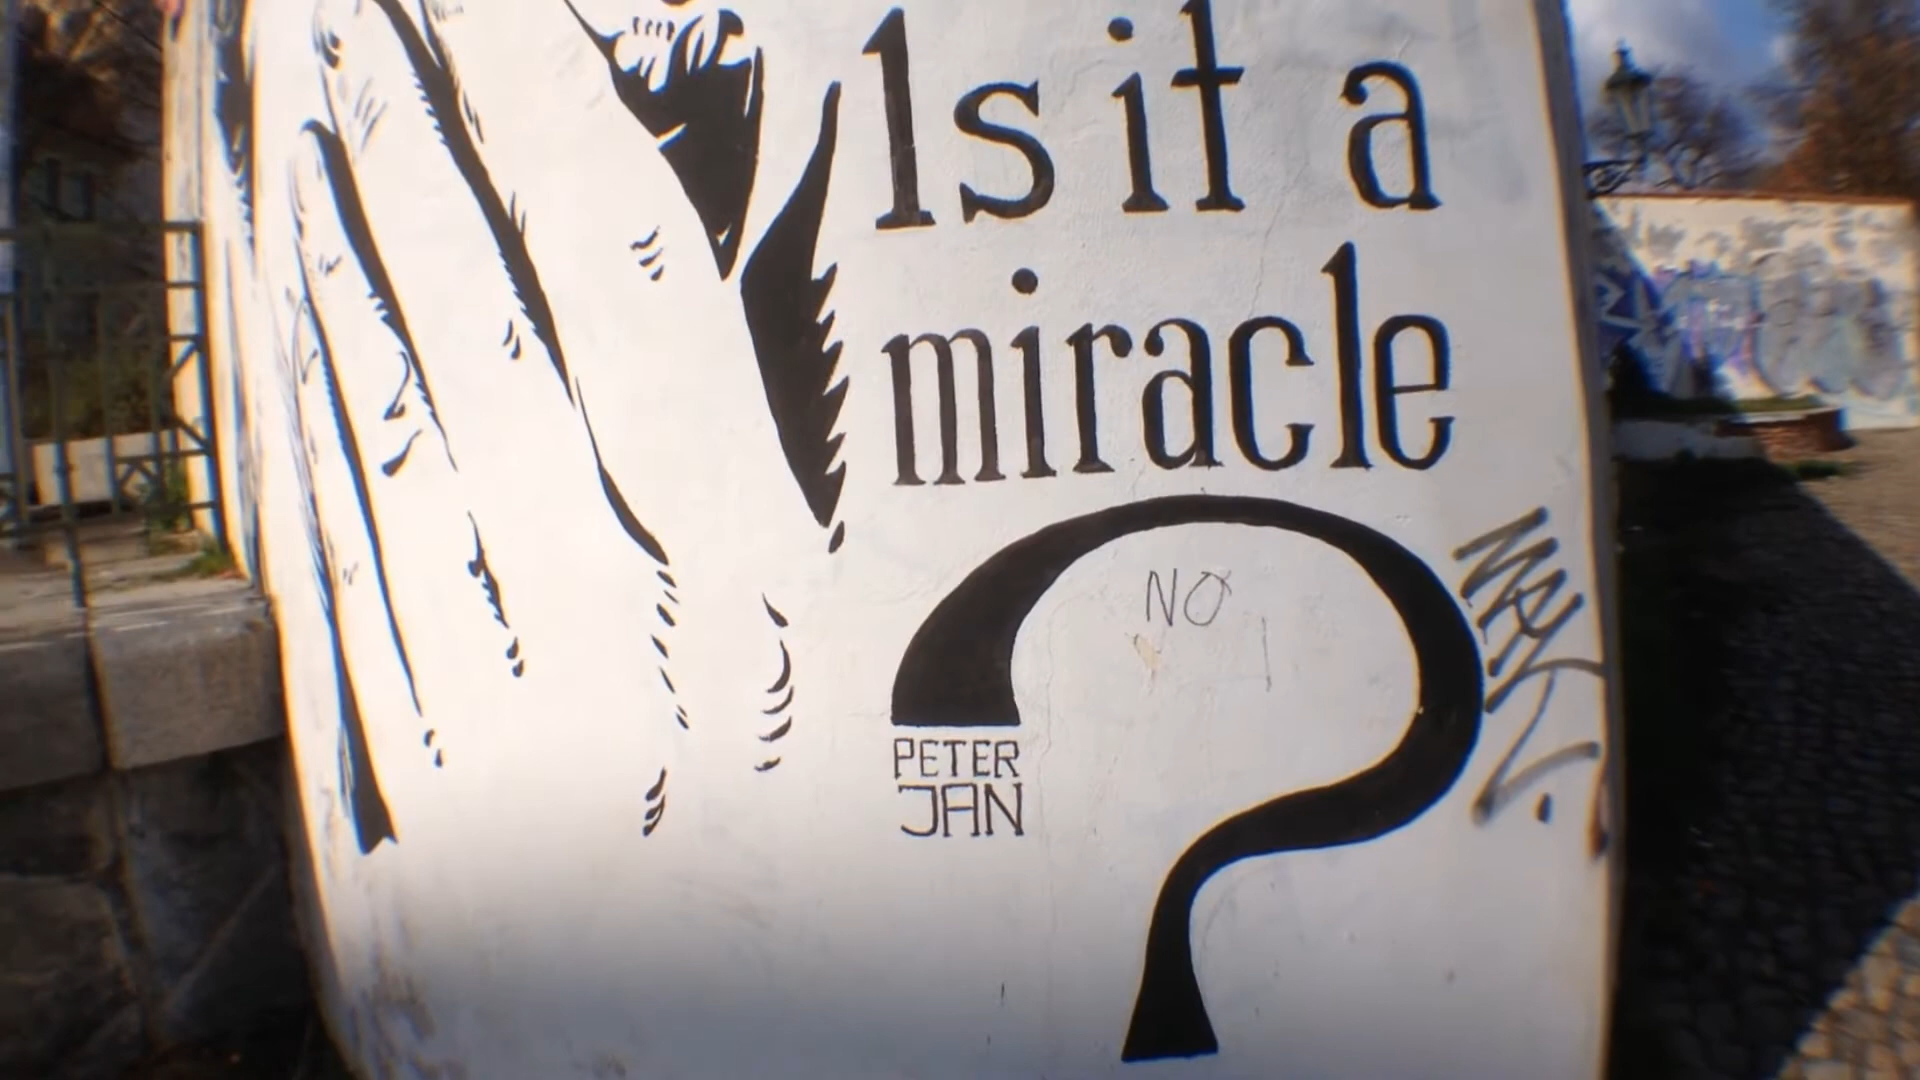 Is it a
miracle
?
NO
PETER
JAN